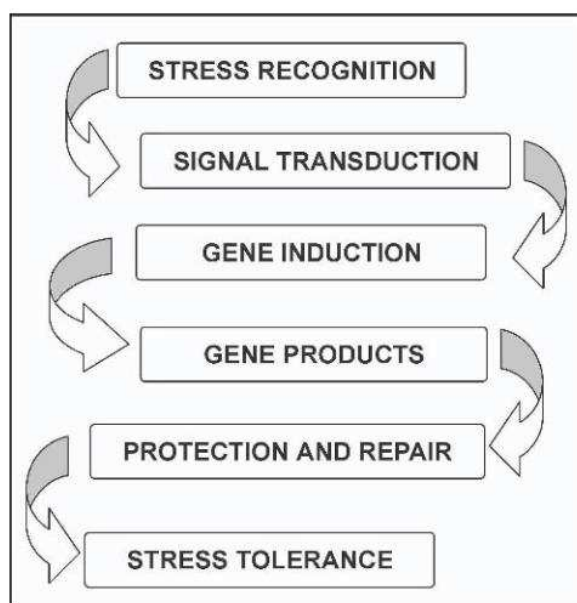 STRESS RECOGNITION
SIGNAL TRANSDUCTION
GENE INDUCTION
GENE PRODUCTS
PROTECTION AND REPAIR
STRESS TOLERANCE